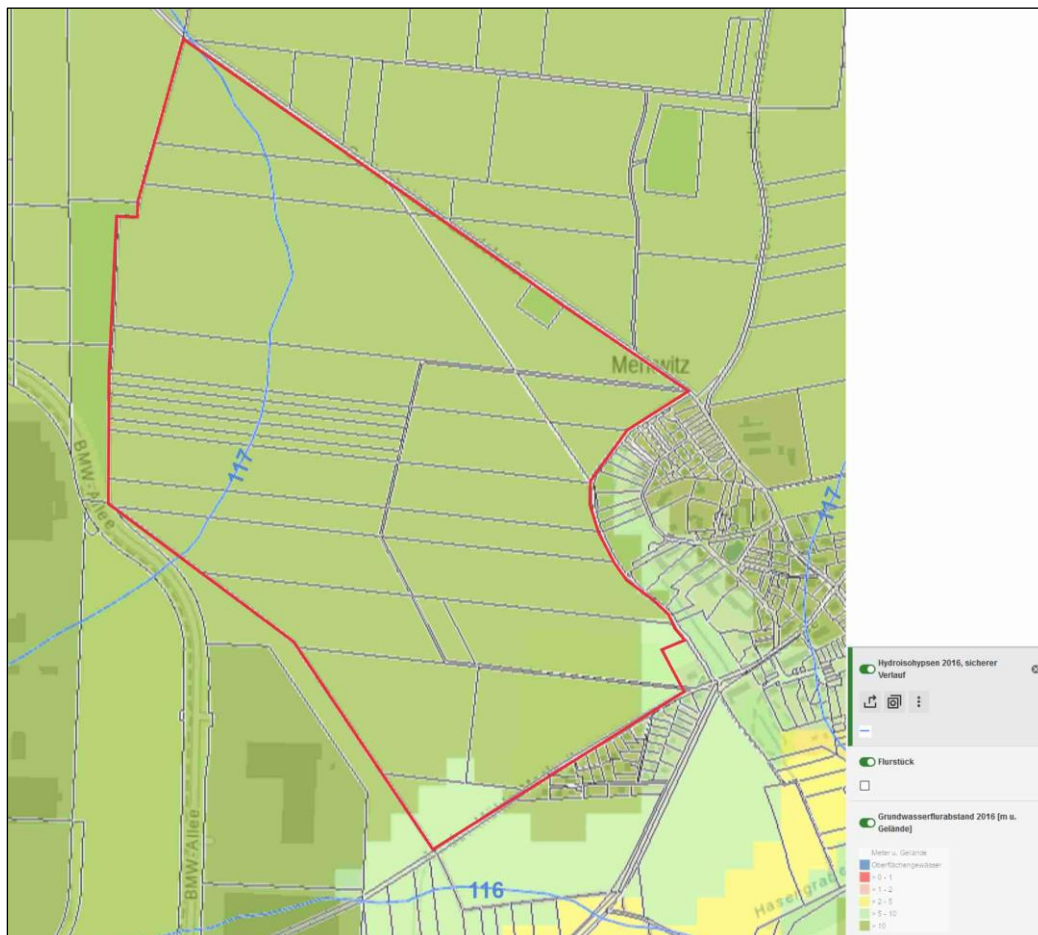 Merkwitz
117
BMW-Allee
117
BMW-Allee
116
Haselgraben
Hydroisohypsen 2016, sicherer
Verlauf
Flurstück
Grundwasserflurabstand 2016 [m u.
Gelände]
Meter u. Gelände
Oberflächengewässer
> 0 - 1
> 1 - 2
> 2 - 5
> 5 - 10
> 10